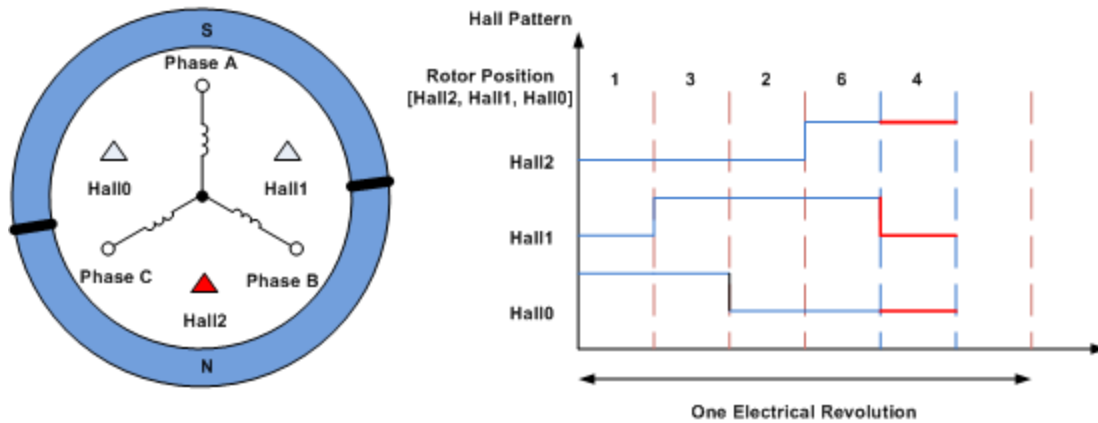 S
Phase A
Hall0
Hall1
Phase C
Phase B
Hall2
N
Hall Pattern
Rotor Position 1 3 2 6 4
[Hall2, Hall1, Hall0]
Hall2
Hall1
Hall0
One Electrical Revolution